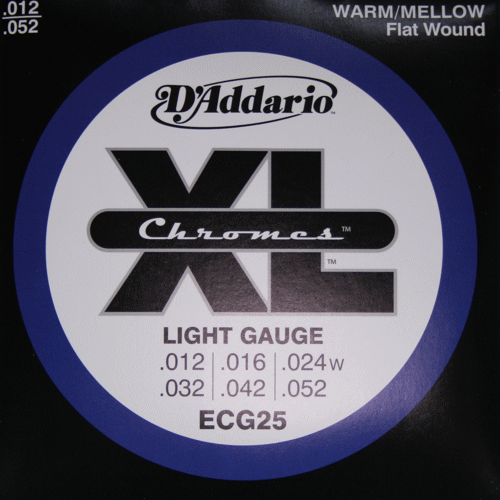 .012
.052
WARM/MELLOW
Flat Wound
D'Addario
XL
Chromes™
™
LIGHT GAUGE
.012 .016 .024w
.032 .042 .052
ECG25